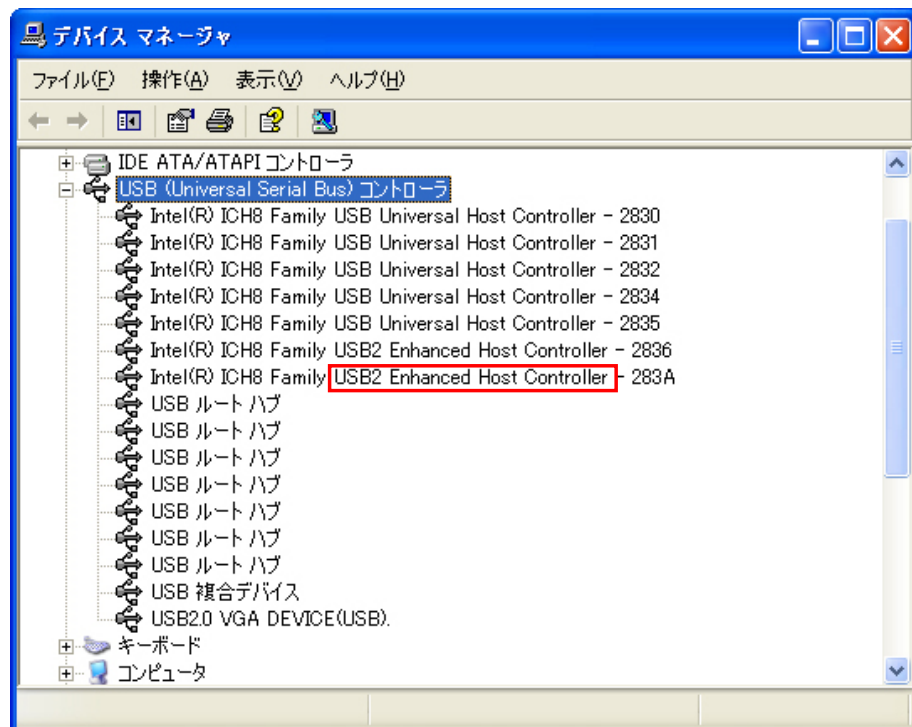 デバイス マネージャ
ファイル(F) 操作(A) 表示(V) ヘルプ(H)
IDE ATA/ATAPI コントローラ
USB (Universal Serial Bus) コントローラ
Intel(R) ICH8 Family USB Universal Host Controller - 2830
Intel(R) ICH8 Family USB Universal Host Controller - 2831
Intel(R) ICH8 Family USB Universal Host Controller - 2832
Intel(R) ICH8 Family USB Universal Host Controller - 2834
Intel(R) ICH8 Family USB Universal Host Controller - 2835
Intel(R) ICH8 Family USB2 Enhanced Host Controller - 2836
Intel(R) ICH8 Family USB2 Enhanced Host Controller - 283A
USB ルート ハブ
USB ルート ハブ
USB ルート ハブ
USB ルート ハブ
USB ルート ハブ
USB ルート ハブ
USB ルート ハブ
USB 複合デバイス
USB2.0 VGA DEVICE(USB).
キーボード
コンピュータ